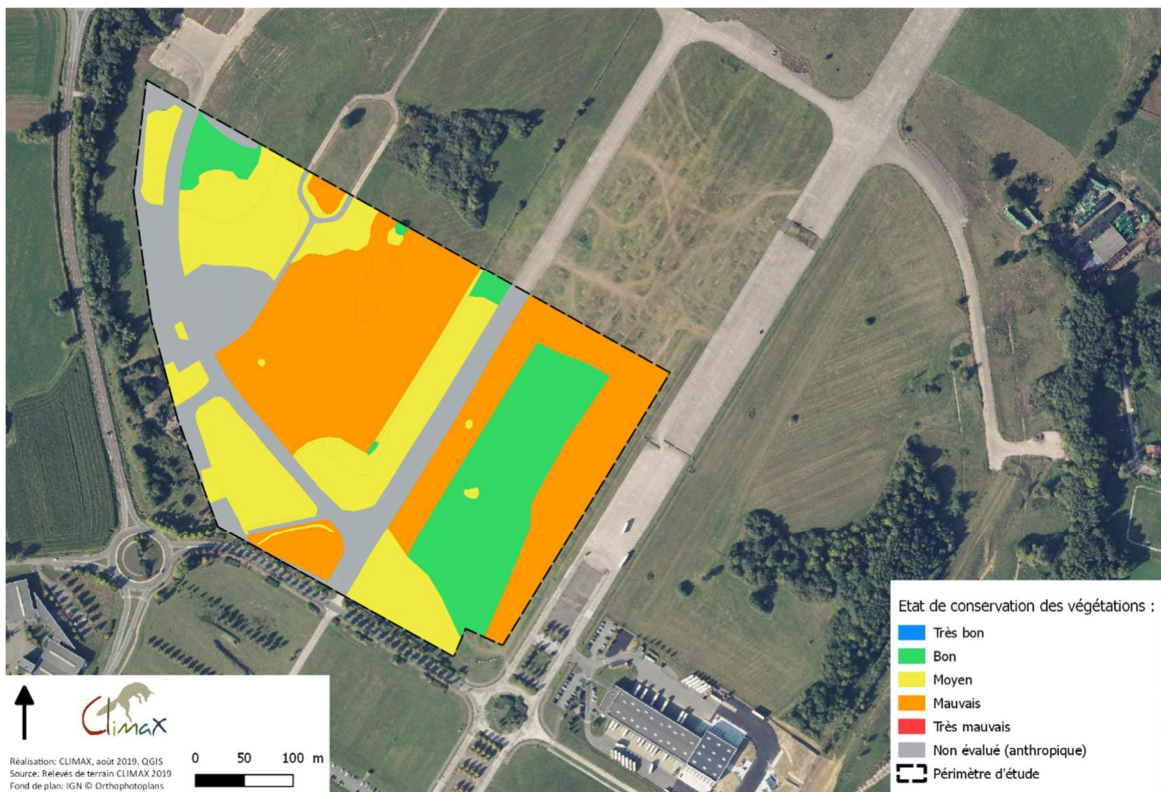 Etat de conservation des végétations :
Très bon
Bon
Moyen
Mauvais
Très mauvais
Non évalué (anthropique)
Périmètre d'étude
Climax
0 50 100 m
Réalisation: CLIMAX, août 2019. QGIS
Source: Relevés de terrain CLIMAX 2019
Fond de plan: IGN © Orthophotoplans